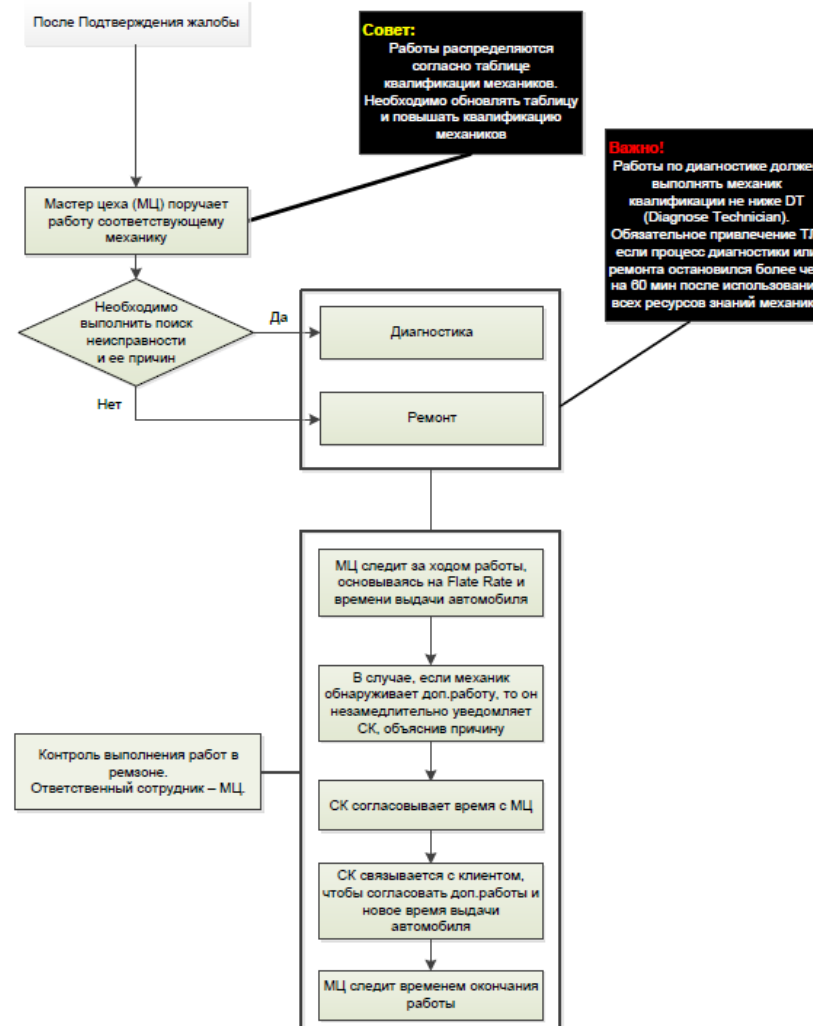 После Подтверждения жалобы
Совет:
Работы распределяются
согласно таблице
квалификации механиков.
Необходимо обновлять таблицу
и повышать квалификацию
механиков
Важно!
Работы по диагностике долже
выполнять механик
квалификации не ниже DT
(Diagnose Technician).
Обязательное привлечение ТЛ
если процесс диагностики или
ремонта остановился более че
на 60 мин после использовани
всех ресурсов знаний механик
Мастер цеха (МЦ) поручает
работу соответствующему
механику
Необходимо
выполнить поиск
неисправности
и ее причин
Да
Нет
Диагностика
Ремонт
МЦ следит за ходом работы,
основываясь на Flate Rate и
времени выдачи автомобиля
В случае, если механик
обнаруживает доп.работу, то он
незамедлительно уведомляет
СК, объяснив причину
Контроль выполнения работ в
ремзоне.
Ответственный сотрудник – МЦ.
СК согласовывает время с МЦ
СК связывается с клиентом,
чтобы согласовать доп.работы и
новое время выдачи
автомобиля
МЦ следит временем окончания
работы